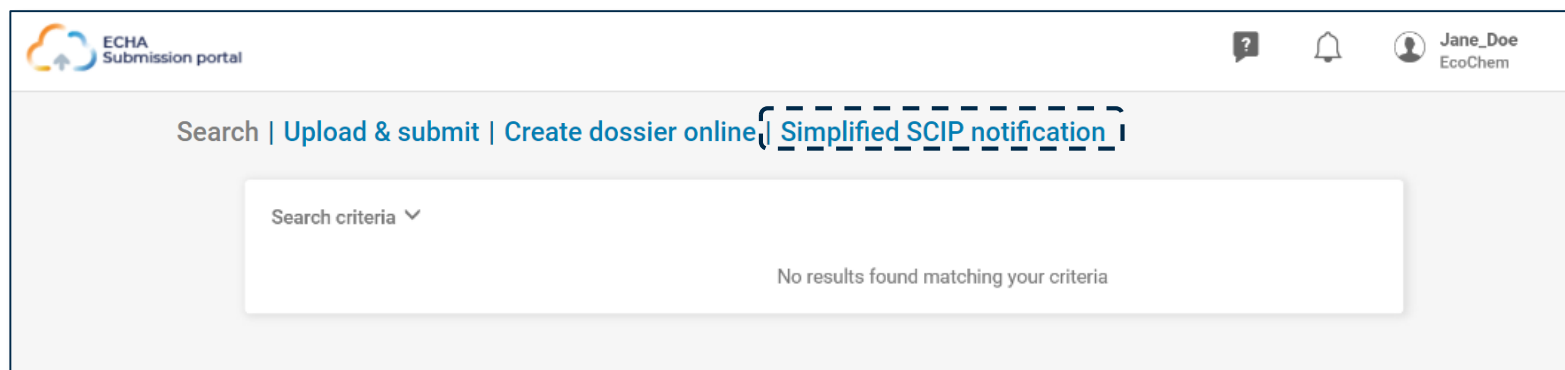 ECHA
Submission portal
?
Jane_Doe
EcoChem
Search | Upload & submit | Create dossier online | Simplified SCIP notification
Search criteria
No results found matching your criteria